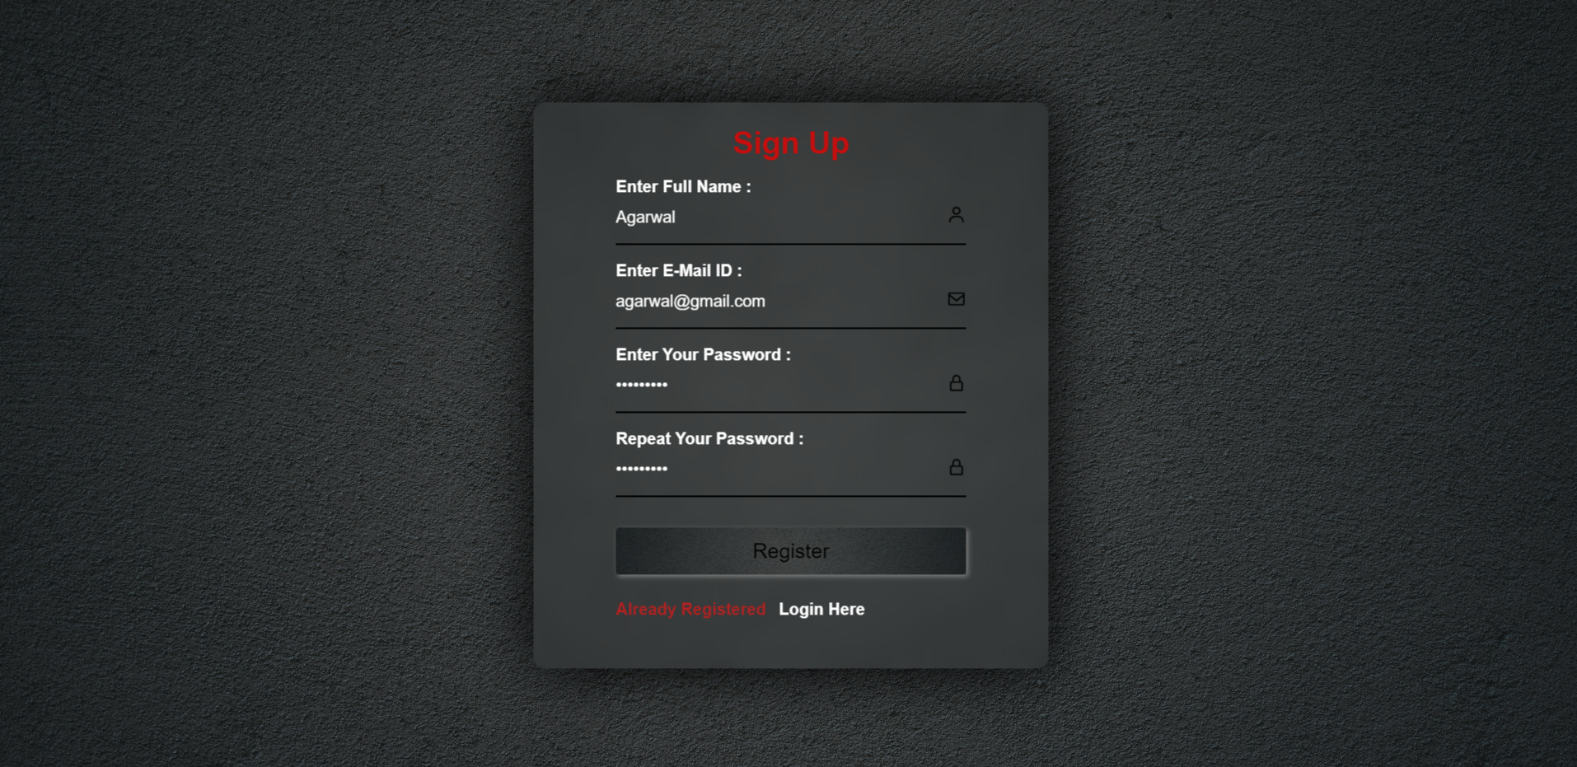 Sign Up
Enter Full Name :
Agarwal
Enter E-Mail ID :
agarwal@gmail.com
Enter Your Password :
•••••••••
Repeat Your Password :
•••••••••
Register
Already Registered Login Here